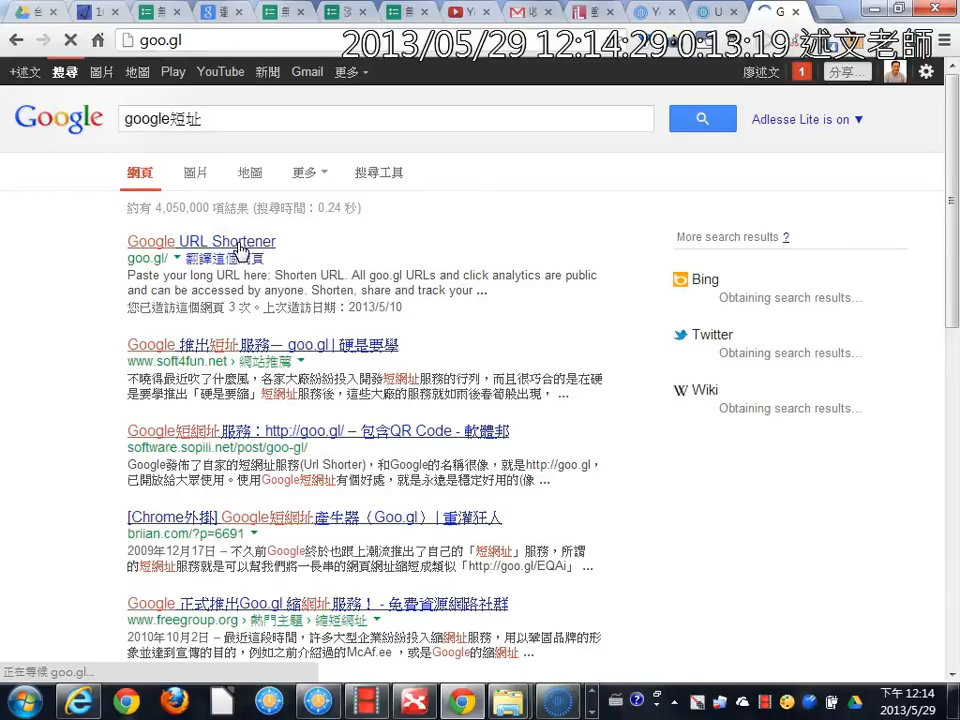 goo.gl
2013/05/29 12:14:29 0:13:19 述文老師
+述文 搜尋 圖片 地圖 Play YouTube 新聞 Gmail 更多
廖述文 1 分享...
Google google短址 Adlesse Lite is on ▼
網頁 圖片 地圖 更多 搜尋工具
約有 4,050,000 項結果 (搜尋時間：0.24 秒)
Google URL Shortener
goo.gl/ 翻譯這個網頁
Paste your long URL here: Shorten URL. All goo.gl URLs and click analytics are public
and can be accessed by anyone. Shorten, share and track your ...
您已造訪這個網頁 3 次。上次造訪日期：2013/5/10
Google 推出短址服務— goo.gl | 硬是要學
www.soft4fun.net › 網站推薦
不曉得最近吹了什麼風，各家大廠紛紛投入開發短網址服務的行列，而且很巧合的是在硬
是要學推出「硬是要縮」短網址服務後，這些大廠的服務就如雨後春筍般出現， ...
Google短網址服務：http://goo.gl/ – 包含QR Code - 軟體邦
software.sopili.net/post/goo-gl/
Google發佈了自家的短網址服務(Url Shorter)，和Google的名稱很像，就是http://goo.gl，
已開放給大眾使用。使用Google短網址有個好處，就是永遠是穩定好用的(像 ...
[Chrome外掛] Google短網址產生器（Goo.gl）| 重灌狂人
briian.com/?p=6691
2009年12月17日 – 不久前Google終於也跟上潮流推出了自己的「短網址」服務，所謂
的短網址服務就是可以幫我們將一長串的網頁網址縮短成類似「http://goo.gl/EQAi」 ...
Google 正式推出Goo.gl 縮網址服務！ - 免費資源網路社群
www.freegroup.org › 熱門主題 › 縮短網址
2010年10月2日 – 最近這段時間，許多大型企業紛紛投入縮網址服務，用以鞏固品牌的形
象並達到宣傳的目的，例如之前介紹過的McAf.ee ，或是Google的縮網址 ...
More search results ?
Bing
Obtaining search results...
Twitter
Obtaining search results...
Wiki
Obtaining search results...
正在等候 goo.gl...
下午 12:14
2013/5/29